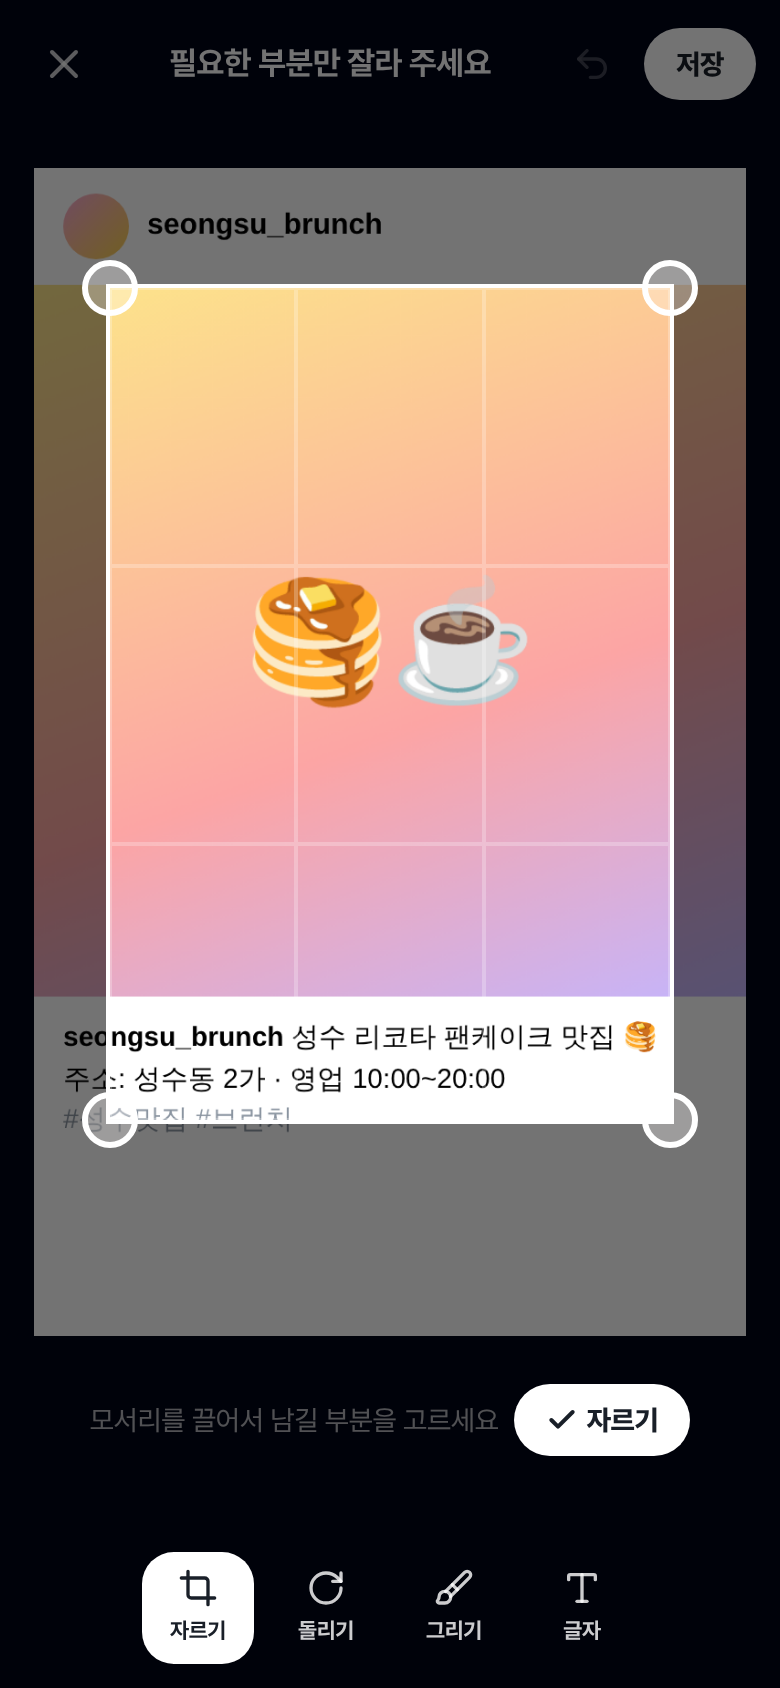 필요한 부분만 잘라 주세요
저장
seongsu_brunch
seongsu_brunch 성수 리코타 팬케이크 맛집 🥞
주소: 성수동 2가 · 영업 10:00~20:00
#성수맛집 #브런치
모서리를 끌어서 남길 부분을 고르세요
자르기
자르기
돌리기
그리기
글자